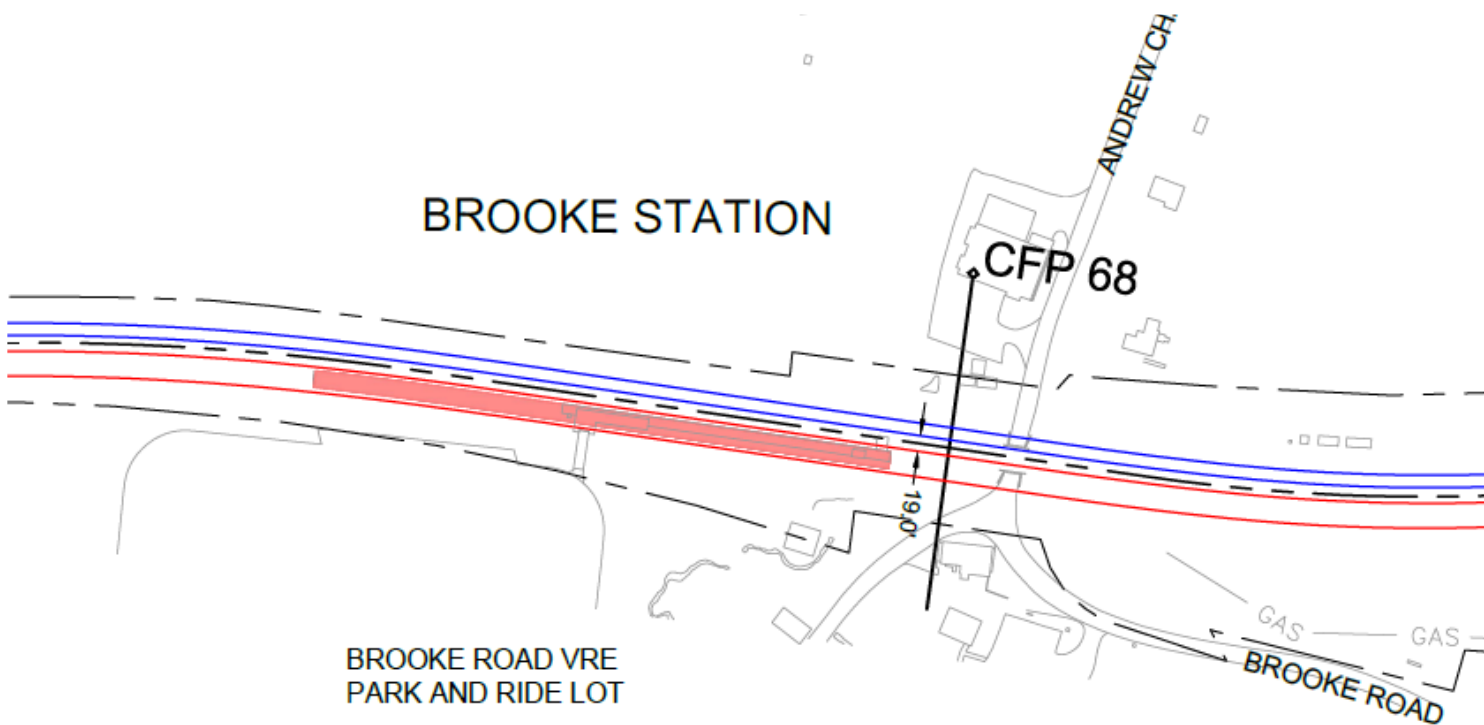 ANDREW CH
BROOKE STATION
CFP 68
19.0'
GAS
GAS
BROOKE ROAD VRE
PARK AND RIDE LOT
BROOKE ROAD